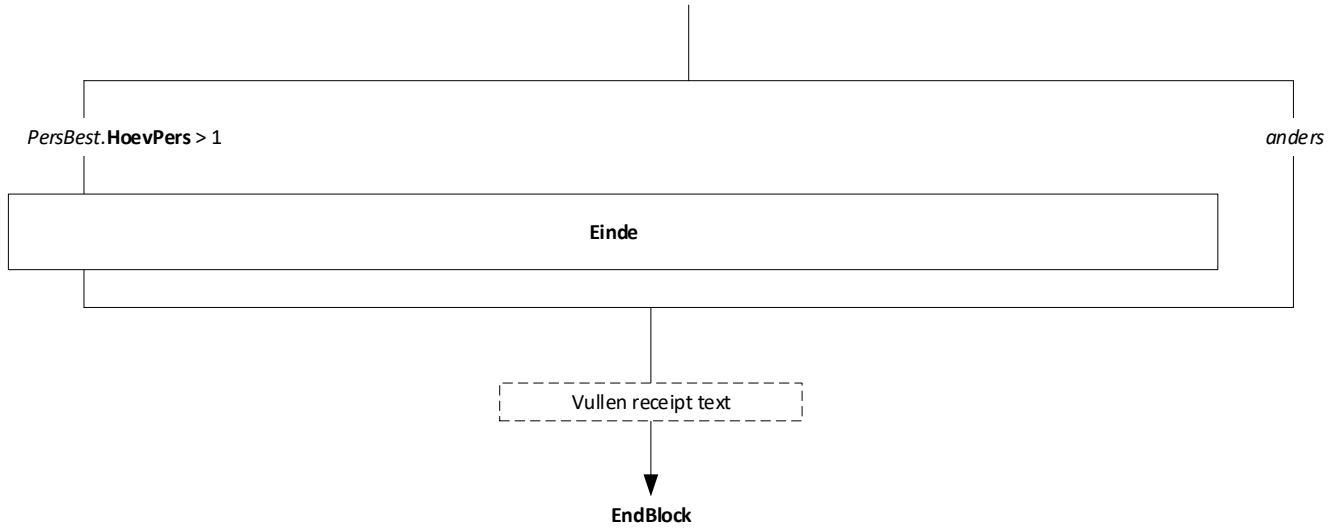 PersBest.HoevPers > 1
anders
Einde
Vullen receipt text
EndBlock